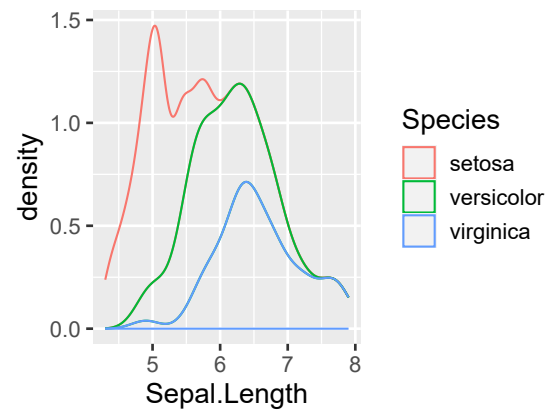 1.5
1.0
0.5
0.0
density
5
6
7
8
Sepal.Length
Species
setosa
versicolor
virginica